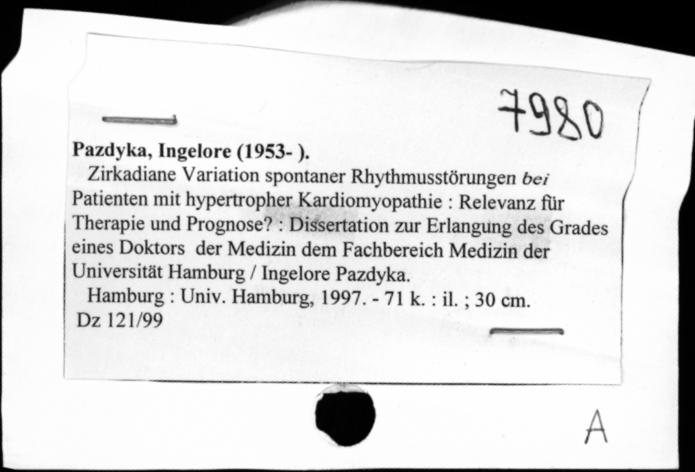 7980
Pazdyka, Ingelore (1953- ).
Zirkadiane Variation spontaner Rhythmusstörungen bei
Patienten mit hypertropher Kardiomyopathie : Relevanz für
Therapie und Prognose? : Dissertation zur Erlangung des Grades
eines Doktors der Medizin dem Fachbereich Medizin der
Universität Hamburg / Ingelore Pazdyka.
Hamburg : Univ. Hamburg, 1997. - 71 k. : il. ; 30 cm.
Dz 121/99
A